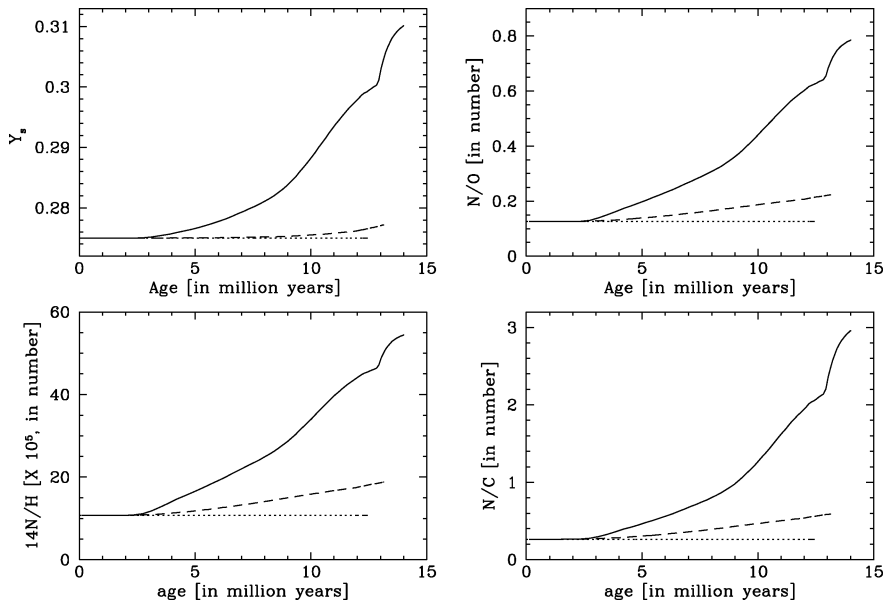 0.31
0.3
0.29
0.28
Yₛ
0 5 10 15
Age [in million years]
0.8
0.6
0.4
0.2
0
N/O [in number]
0 5 10 15
Age [in million years]
60
40
20
0
14N/H [X 10⁵, in number]
0 5 10 15
age [in million years]
3
2
1
0
N/C [in number]
0 5 10 15
age [in million years]